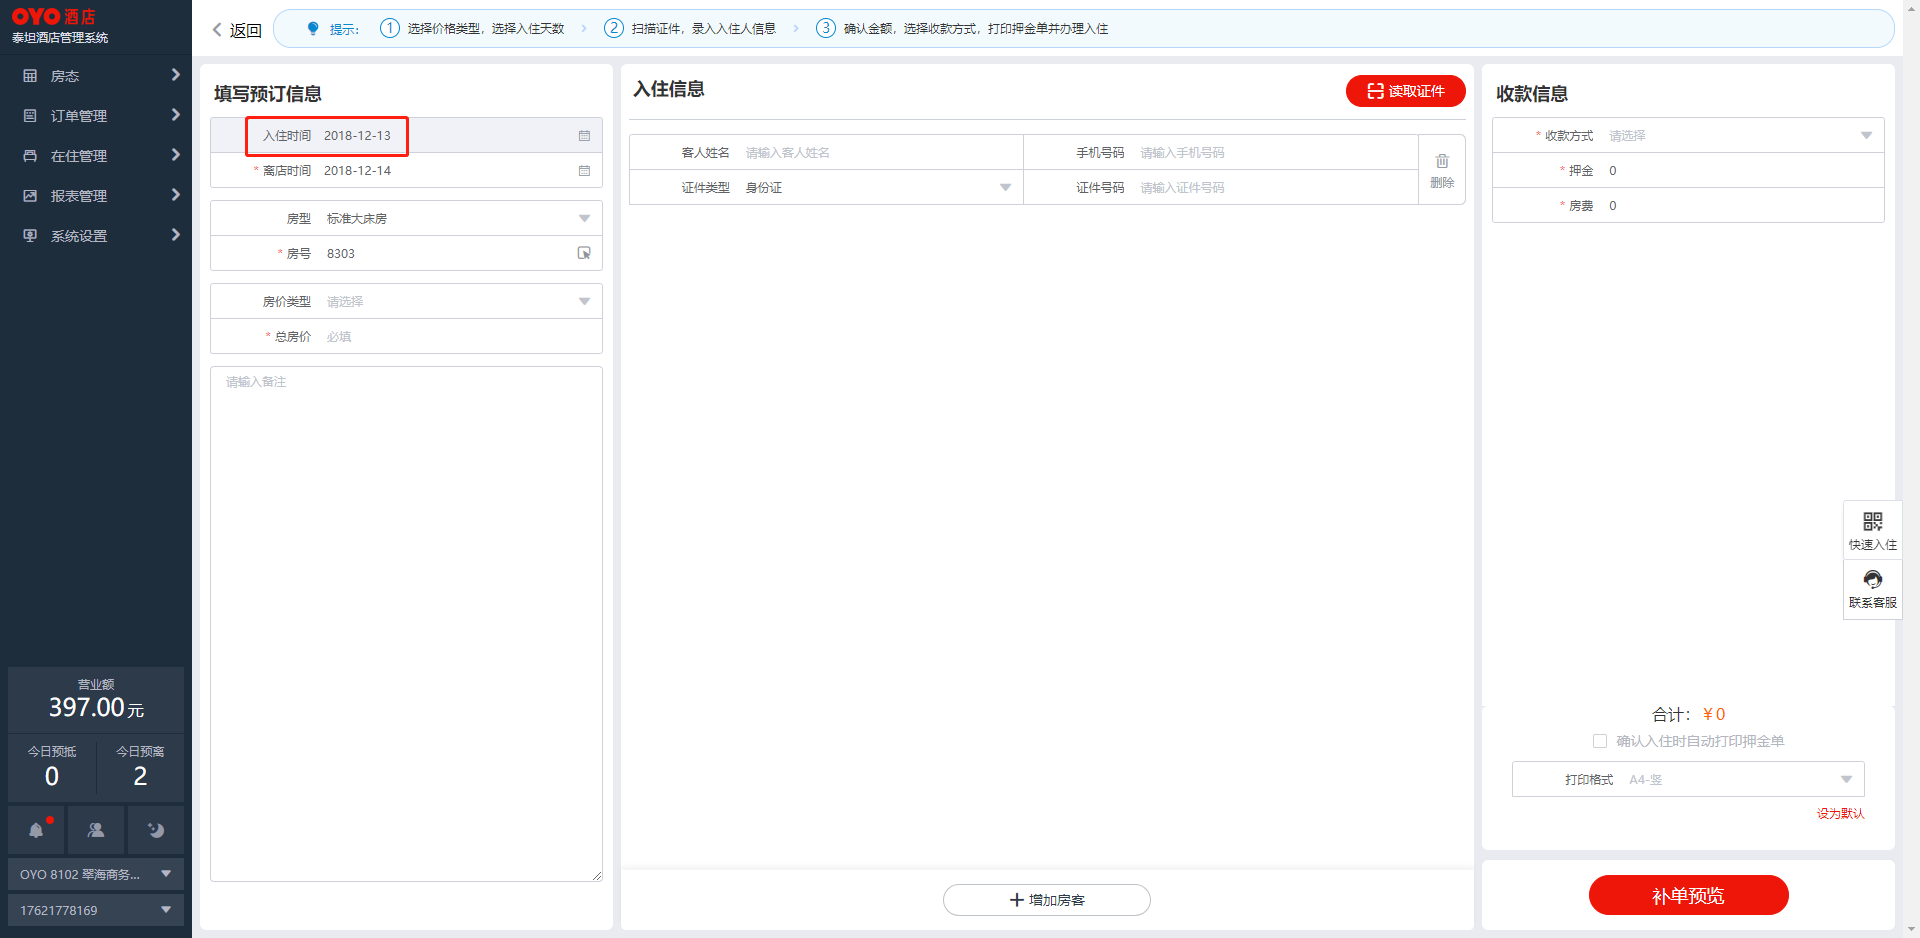 OYO 酒店
泰坦酒店管理系统
房态
订单管理
在住管理
报表管理
系统设置
营业额
397.00元
今日预抵
0
今日预离
2
OYO 8102 翠海商务...
17621778169
返回
提示：
1 选择价格类型，选择入住天数
2 扫描证件，录入入住人信息
3 确认金额，选择收款方式，打印押金单并办理入住
填写预订信息
入住时间 2018-12-13
* 离店时间 2018-12-14
房型 标准大床房
* 房号 8303
房价类型 请选择
* 总房价 必填
请输入备注
入住信息
读取证件
客人姓名 请输入客人姓名
手机号码 请输入手机号码
证件类型 身份证
证件号码 请输入证件号码
删除
增加房客
收款信息
* 收款方式 请选择
* 押金 0
* 房费 0
快速入住
联系客服
合计：￥0
确认入住时自动打印押金单
打印格式 A4-竖
设为默认
补单预览